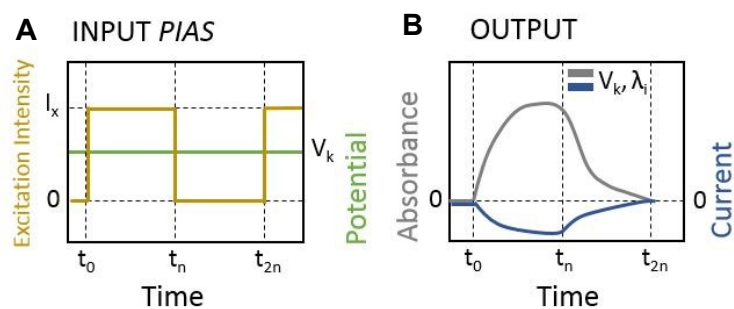 A
INPUT PIAS
Excitation Intensity
Iₓ
0
Vₖ
Potential
t₀
tₙ
t₂ₙ
Time
B
OUTPUT
Absorbance
0
Vₖ, λᵢ
0
Current
t₀
tₙ
t₂ₙ
Time